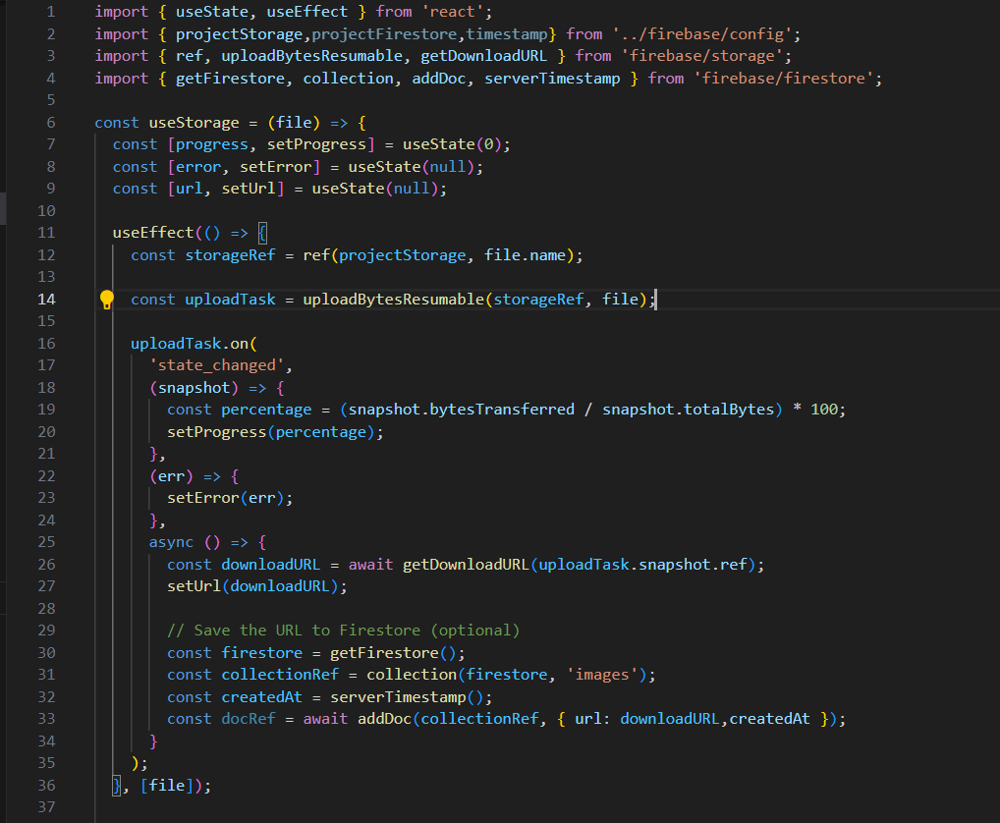 1 import { useState, useEffect } from 'react';
2 import { projectStorage,projectFirestore,timestamp} from '../firebase/config';
3 import { ref, uploadBytesResumable, getDownloadURL } from 'firebase/storage';
4 import { getFirestore, collection, addDoc, serverTimestamp } from 'firebase/firestore';
5
6 const useStorage = (file) => {
7   const [progress, setProgress] = useState(0);
8   const [error, setError] = useState(null);
9   const [url, setUrl] = useState(null);
10
11   useEffect(() => {
12     const storageRef = ref(projectStorage, file.name);
13
14     const uploadTask = uploadBytesResumable(storageRef, file);
15
16     uploadTask.on(
17       'state_changed',
18       (snapshot) => {
19         const percentage = (snapshot.bytesTransferred / snapshot.totalBytes) * 100;
20         setProgress(percentage);
21       },
22       (err) => {
23         setError(err);
24       },
25       async () => {
26         const downloadURL = await getDownloadURL(uploadTask.snapshot.ref);
27         setUrl(downloadURL);
28
29         // Save the URL to Firestore (optional)
30         const firestore = getFirestore();
31         const collectionRef = collection(firestore, 'images');
32         const createdAt = serverTimestamp();
33         const docRef = await addDoc(collectionRef, { url: downloadURL,createdAt });
34       }
35     );
36   }, [file]);
37